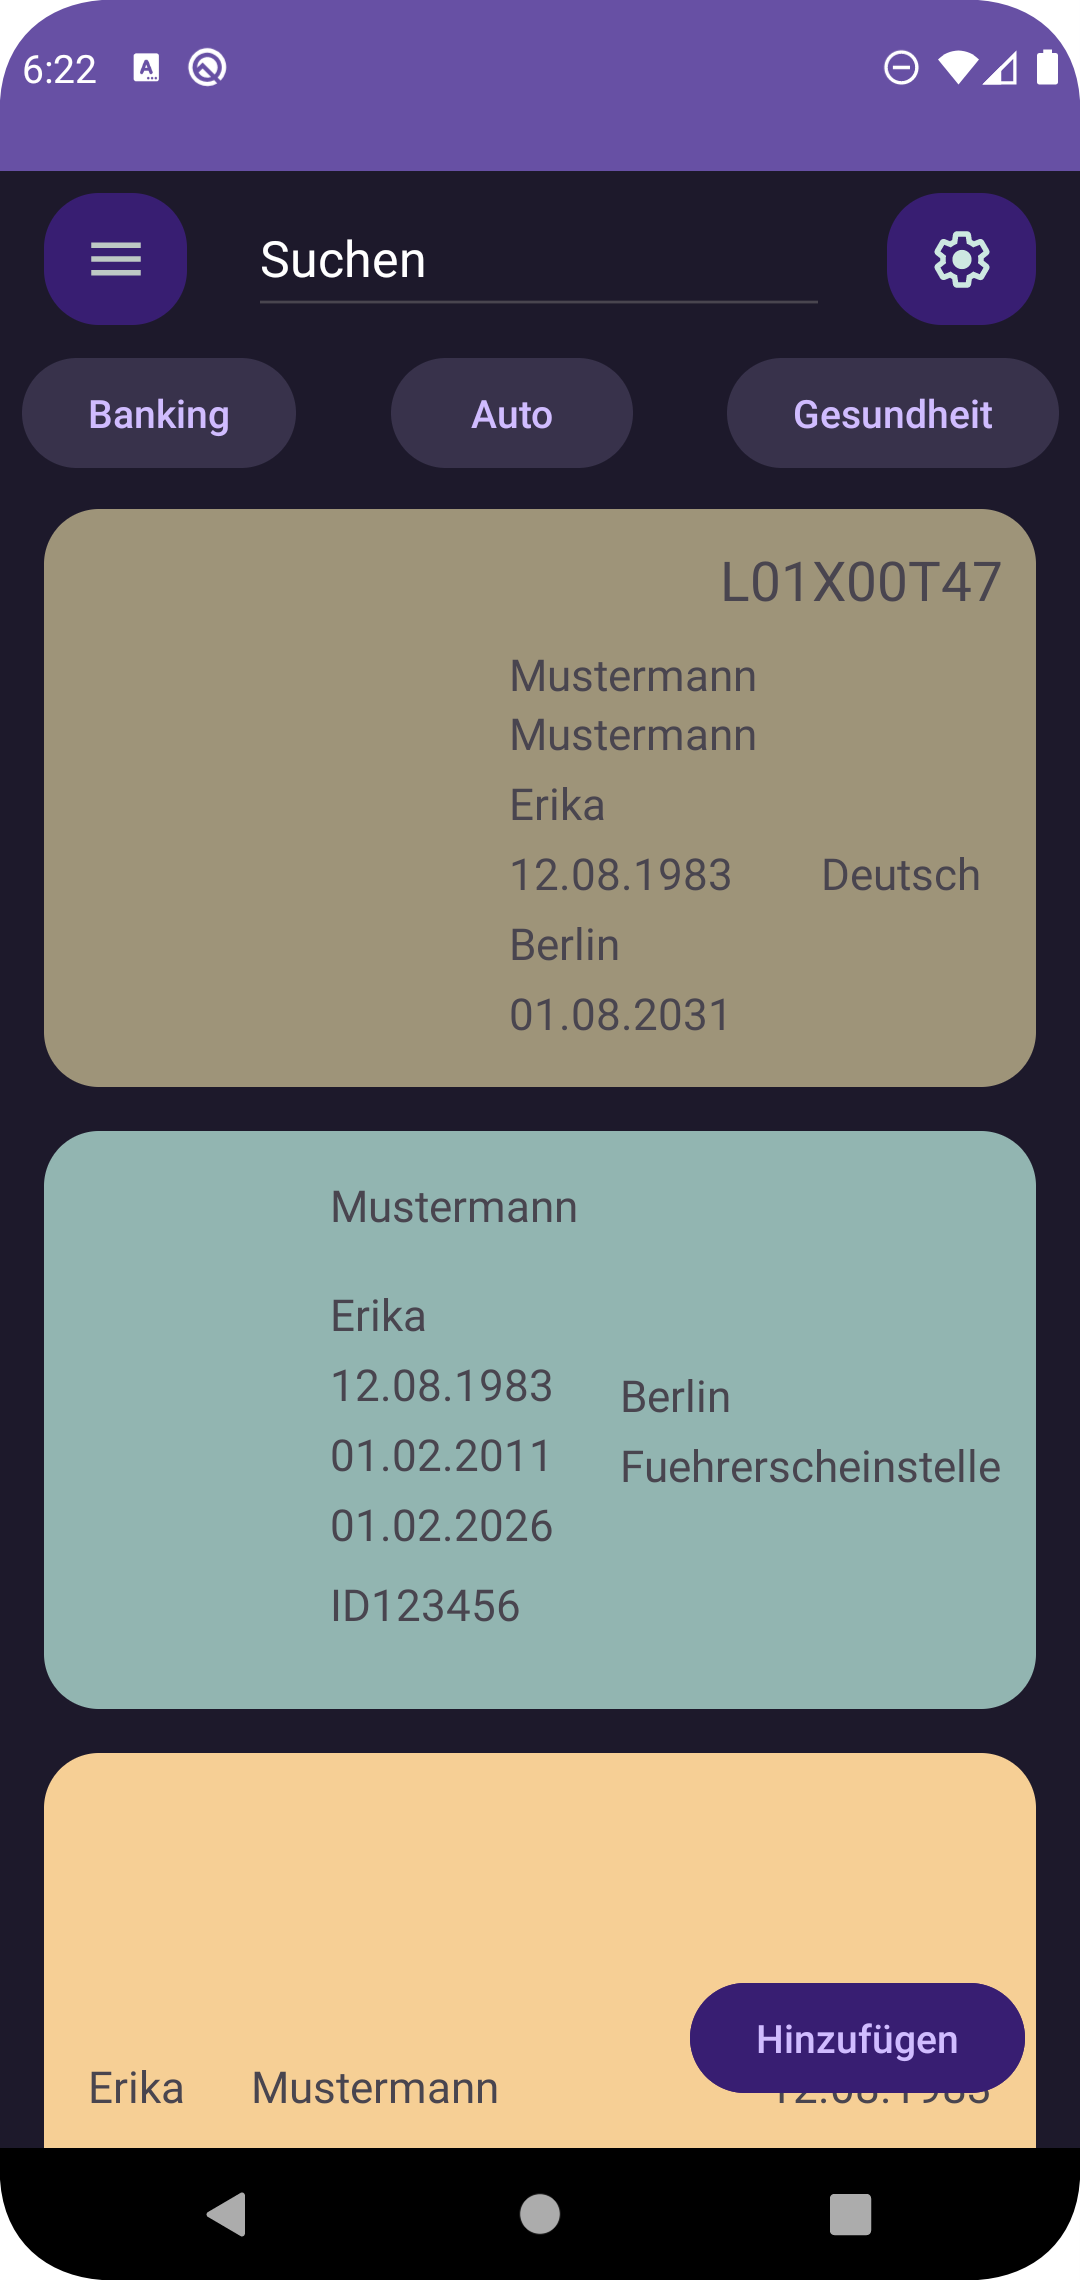 6:22
Suchen
Banking Auto Gesundheit
L01X00T47
Mustermann
Mustermann
Erika
12.08.1983 Deutsch
Berlin
01.08.2031
Mustermann
Erika
12.08.1983
Berlin
01.02.2011
Fuehrerscheinstelle
01.02.2026
ID123456
Hinzufügen
Erika Mustermann